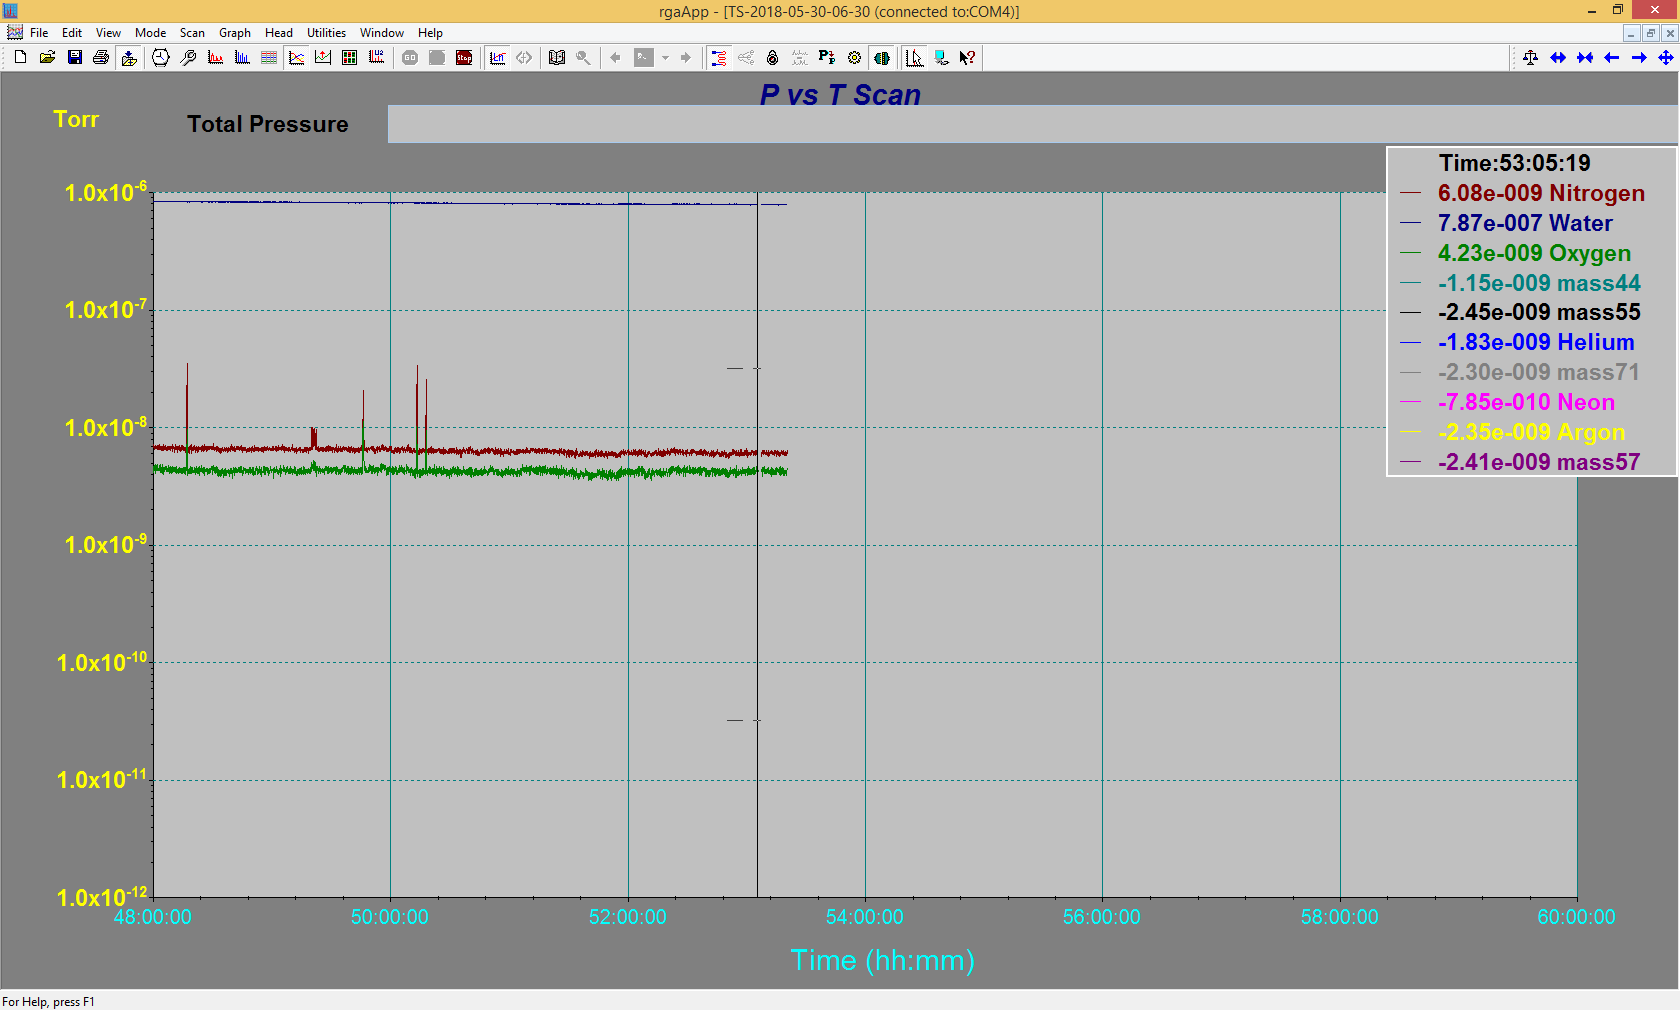 rgaApp - [TS-2018-05-30-06-30 (connected to:COM4)]
File Edit View Mode Scan Graph Head Utilities Window Help
GO Stop
P vs T Scan
Torr
Total Pressure
Time:53:05:19
6.08e-009 Nitrogen
7.87e-007 Water
4.23e-009 Oxygen
-1.15e-009 mass44
-2.45e-009 mass55
-1.83e-009 Helium
-2.30e-009 mass71
-7.85e-010 Neon
-2.35e-009 Argon
-2.41e-009 mass57
1.0x10-6
1.0x10-7
1.0x10-8
1.0x10-9
1.0x10-10
1.0x10-11
1.0x10-12
48:00:00 50:00:00 52:00:00 54:00:00 56:00:00 58:00:00 60:00:00
Time (hh:mm)
For Help, press F1